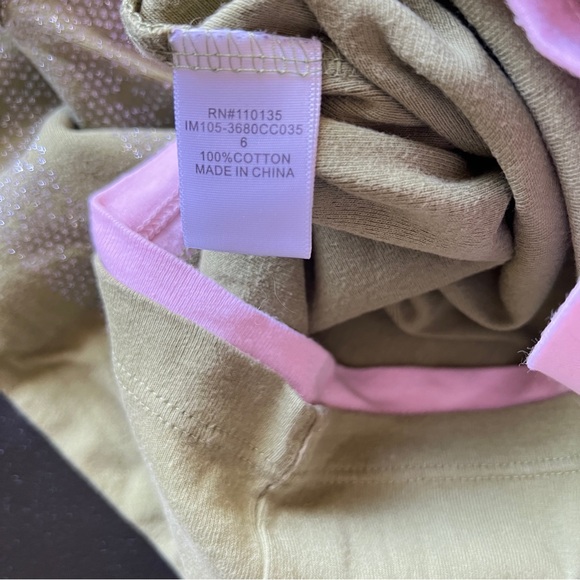 RN#110135
IM105-3680CC035
6
100%COTTON
MADE IN CHINA